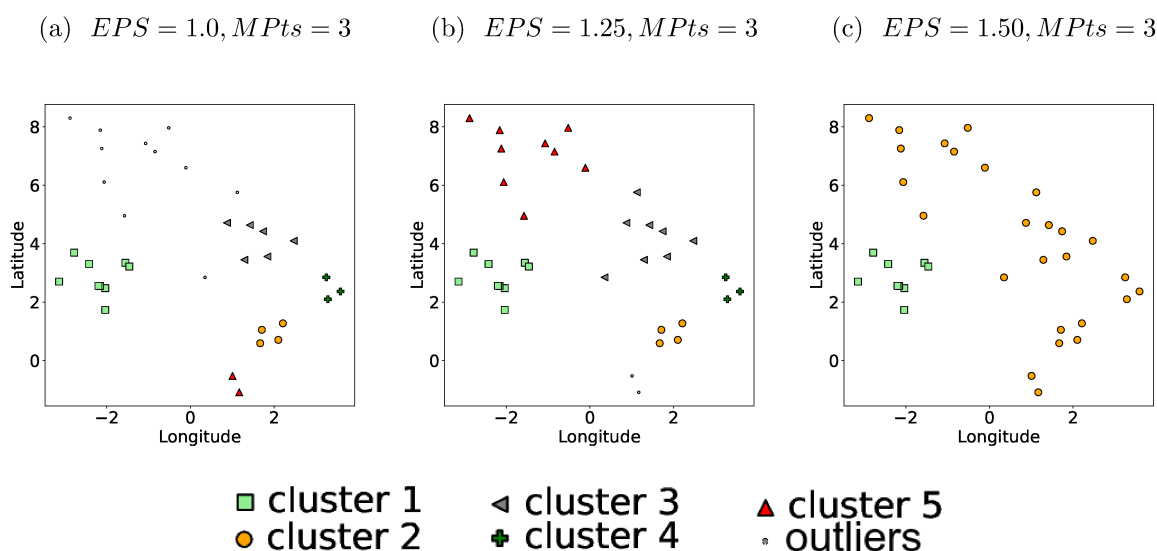 (a) EPS = 1.0, MPts = 3
(b) EPS = 1.25, MPts = 3
(c) EPS = 1.50, MPts = 3
8
6
4
2
0
−2 0 2
Latitude
Longitude
8
6
4
2
0
−2 0 2
Latitude
Longitude
8
6
4
2
0
−2 0 2
Latitude
Longitude
cluster 1
cluster 2
cluster 3
cluster 4
cluster 5
outliers